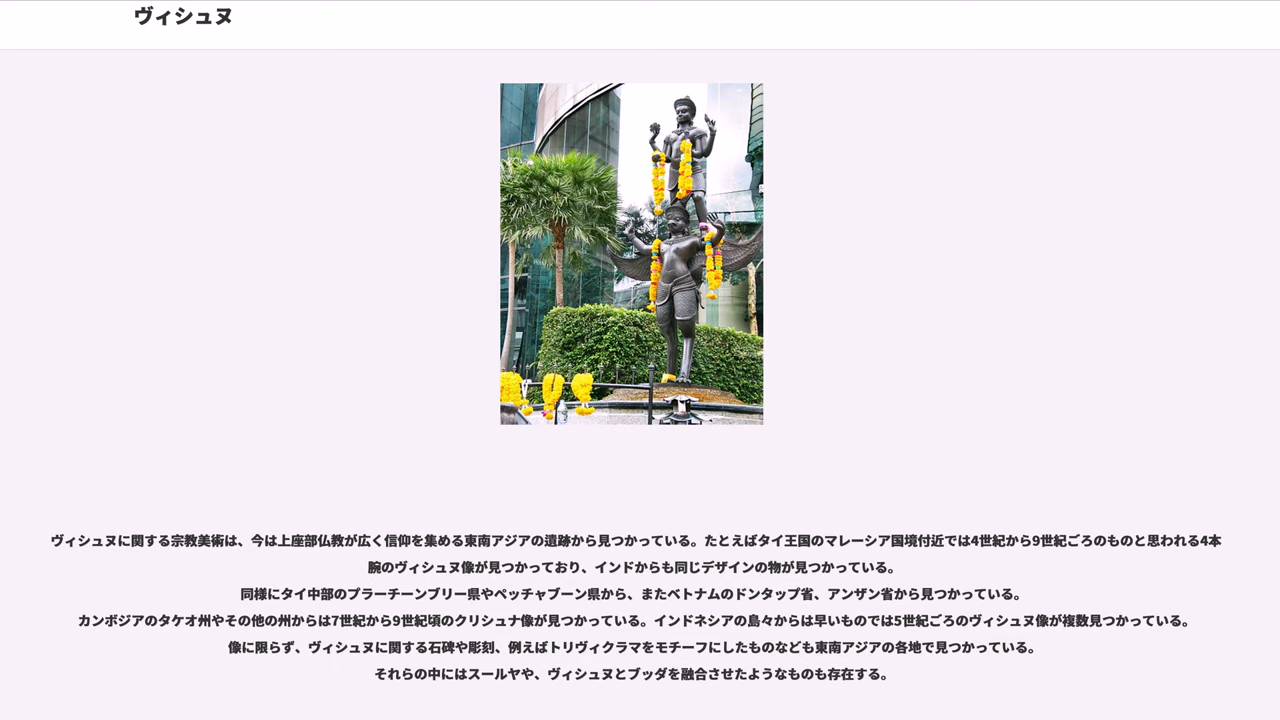 ヴィシュヌ
ヴィシュヌに関する宗教美術は、今は上座部仏教が広く信仰を集める東南アジアの遺跡から見つかっている。たとえばタイ王国のマレーシア国境付近では4世紀から9世紀ごろのものと思われる4本
腕のヴィシュヌ像が見つかっており、インドからも同じデザインの物が見つかっている。
同様にタイ中部のプラーチーンブリー県やペッチャブーン県から、またベトナムのドンタップ省、アンザン省から見つかっている。
カンボジアのタケオ州やその他の州からは7世紀から9世紀頃のクリシュナ像が見つかっている。インドネシアの島々からは早いものでは5世紀ごろのヴィシュヌ像が複数見つかっている。
像に限らず、ヴィシュヌに関する石碑や彫刻、例えばトリヴィクラマをモチーフにしたものなども東南アジアの各地で見つかっている。
それらの中にはスールヤや、ヴィシュヌとブッダを融合させたようなものも存在する。